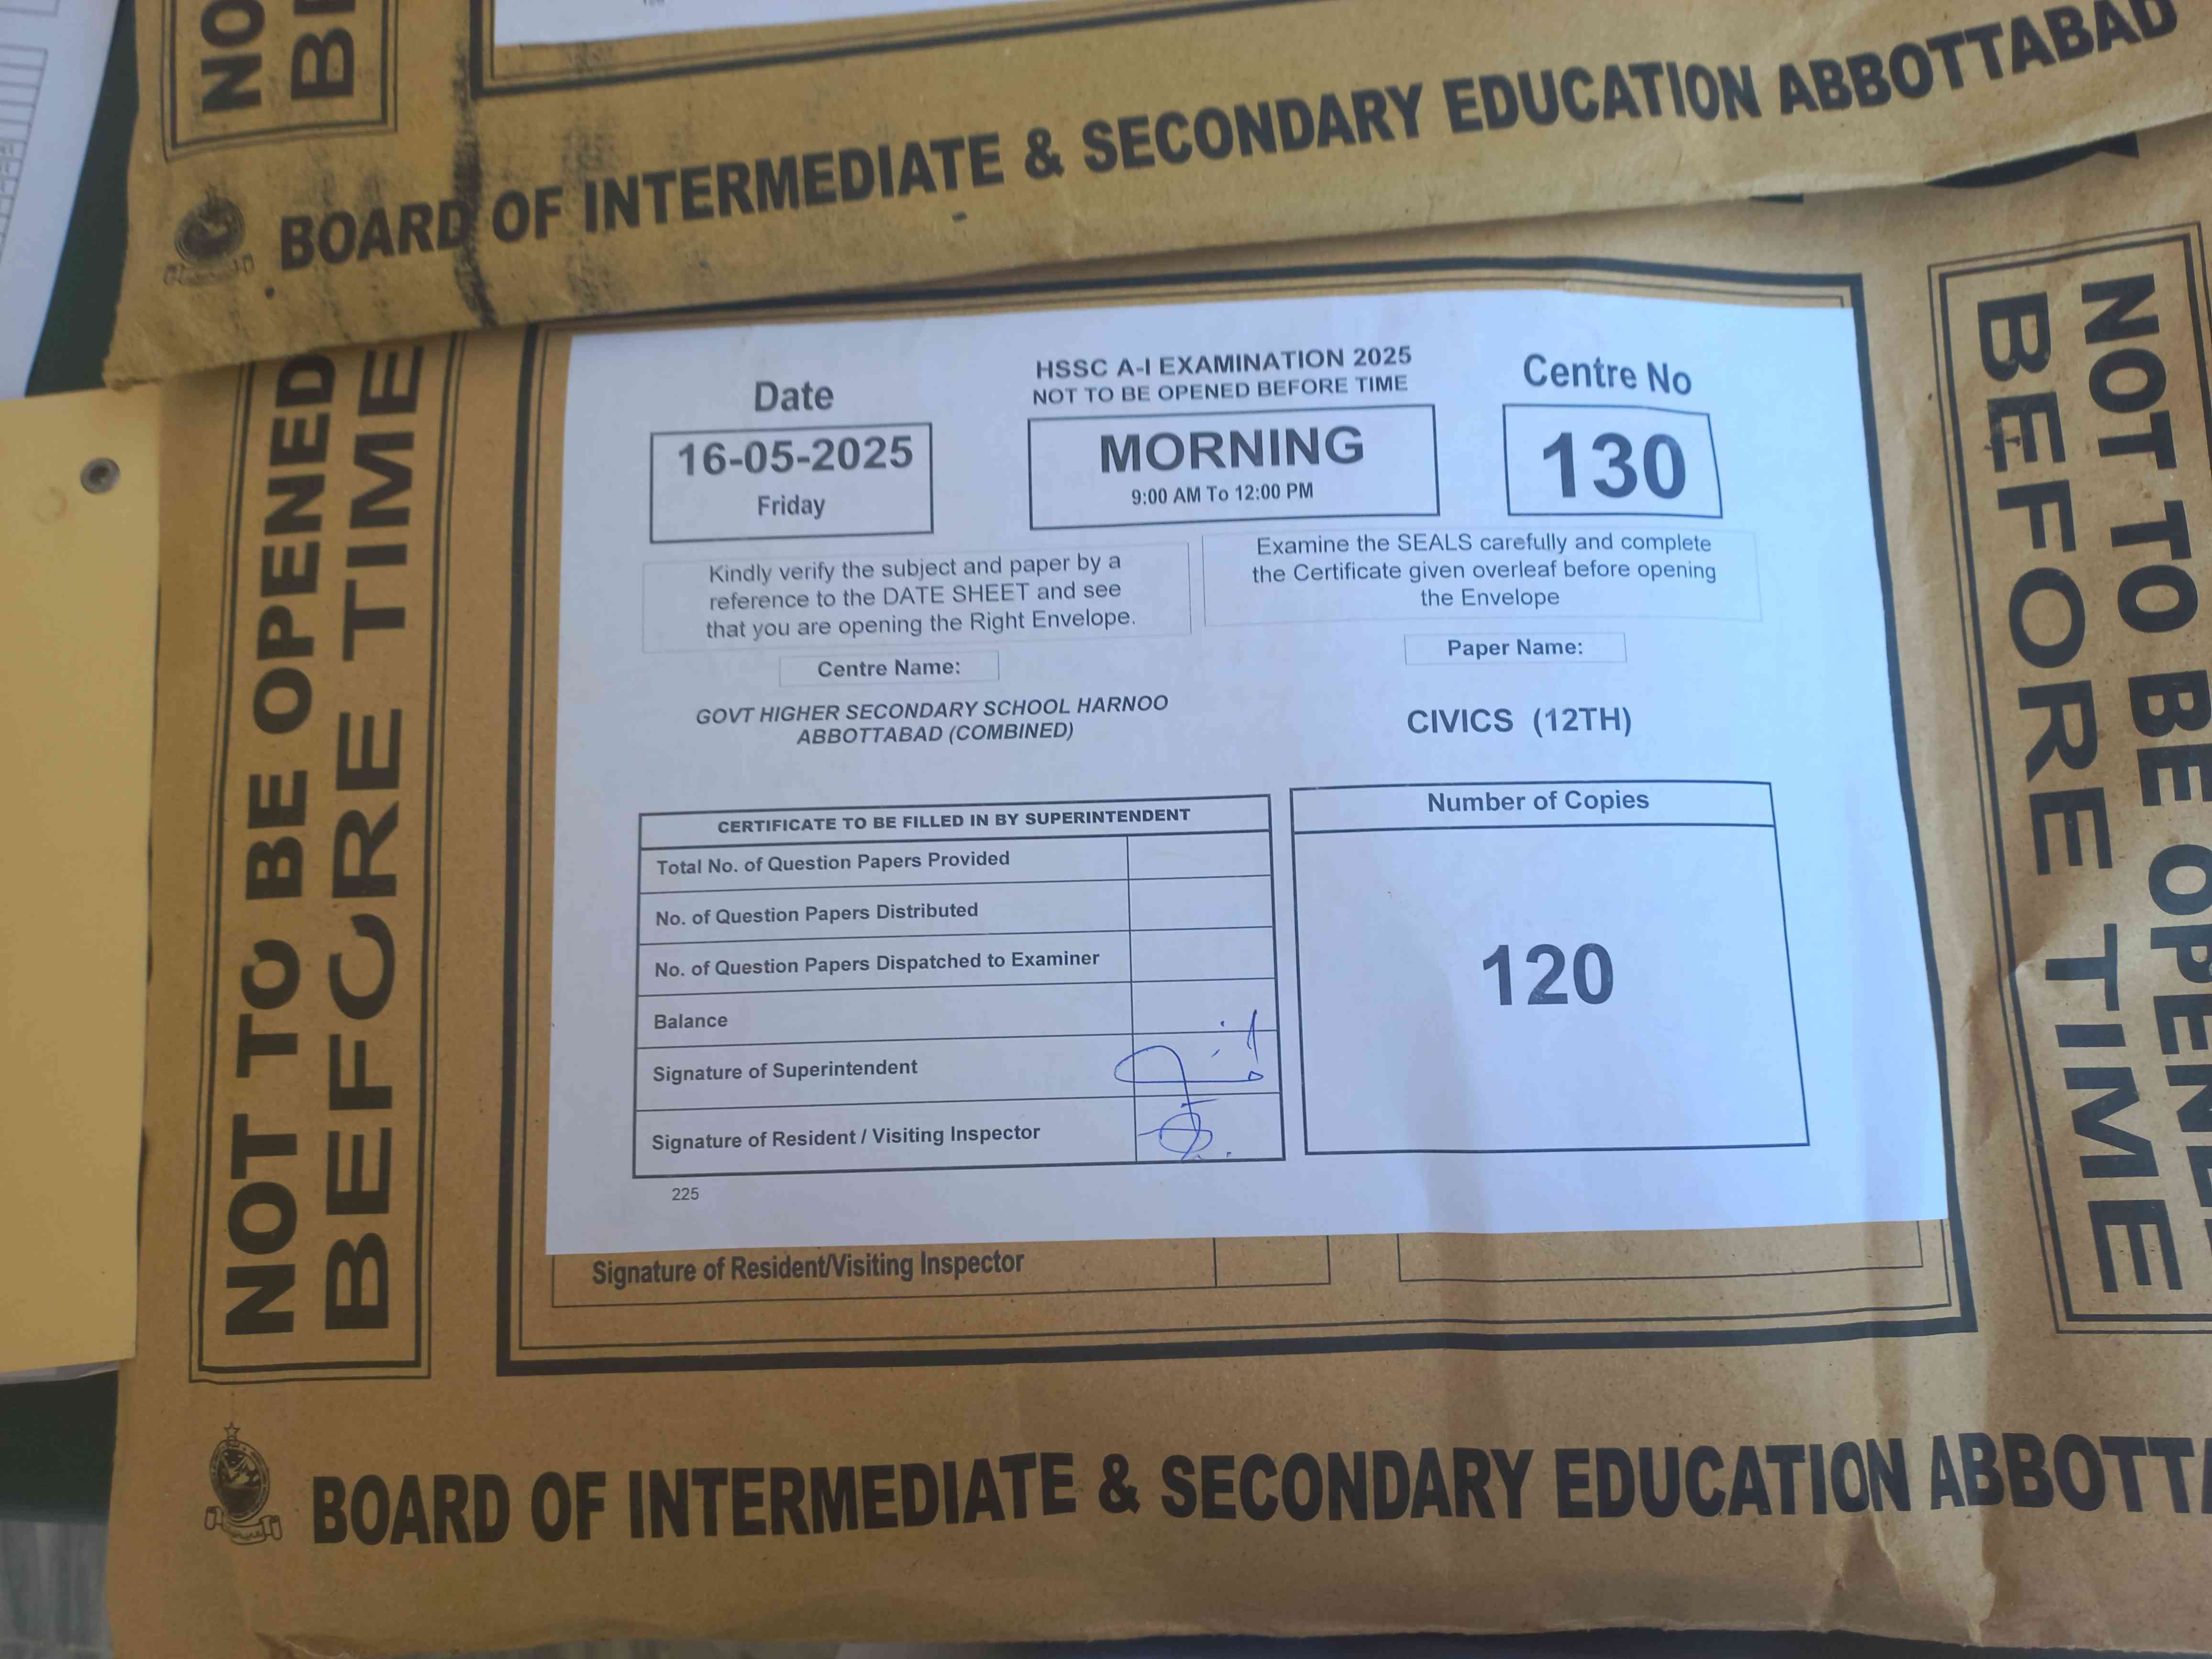 NO
BE
BOARD OF INTERMEDIATE & SECONDARY EDUCATION ABBOTTABAD
NOT TO BE OPENED
BEFORE TIME
Date
16-05-2025
Friday
HSSC A-I EXAMINATION 2025
NOT TO BE OPENED BEFORE TIME
MORNING
9:00 AM To 12:00 PM
Centre No
130
Kindly verify the subject and paper by a
reference to the DATE SHEET and see
that you are opening the Right Envelope.
Examine the SEALS carefully and complete
the Certificate given overleaf before opening
the Envelope
Centre Name:
GOVT HIGHER SECONDARY SCHOOL HARNOO
ABBOTTABAD (COMBINED)
Paper Name:
CIVICS (12TH)
CERTIFICATE TO BE FILLED IN BY SUPERINTENDENT
Total No. of Question Papers Provided
No. of Question Papers Distributed
No. of Question Papers Dispatched to Examiner
Balance
Signature of Superintendent
Signature of Resident / Visiting Inspector
Number of Copies
120
225
Signature of Resident/Visiting Inspector
NOT TO BE OPENED
BEFORE TIME
BOARD OF INTERMEDIATE & SECONDARY EDUCATION ABBOTTA